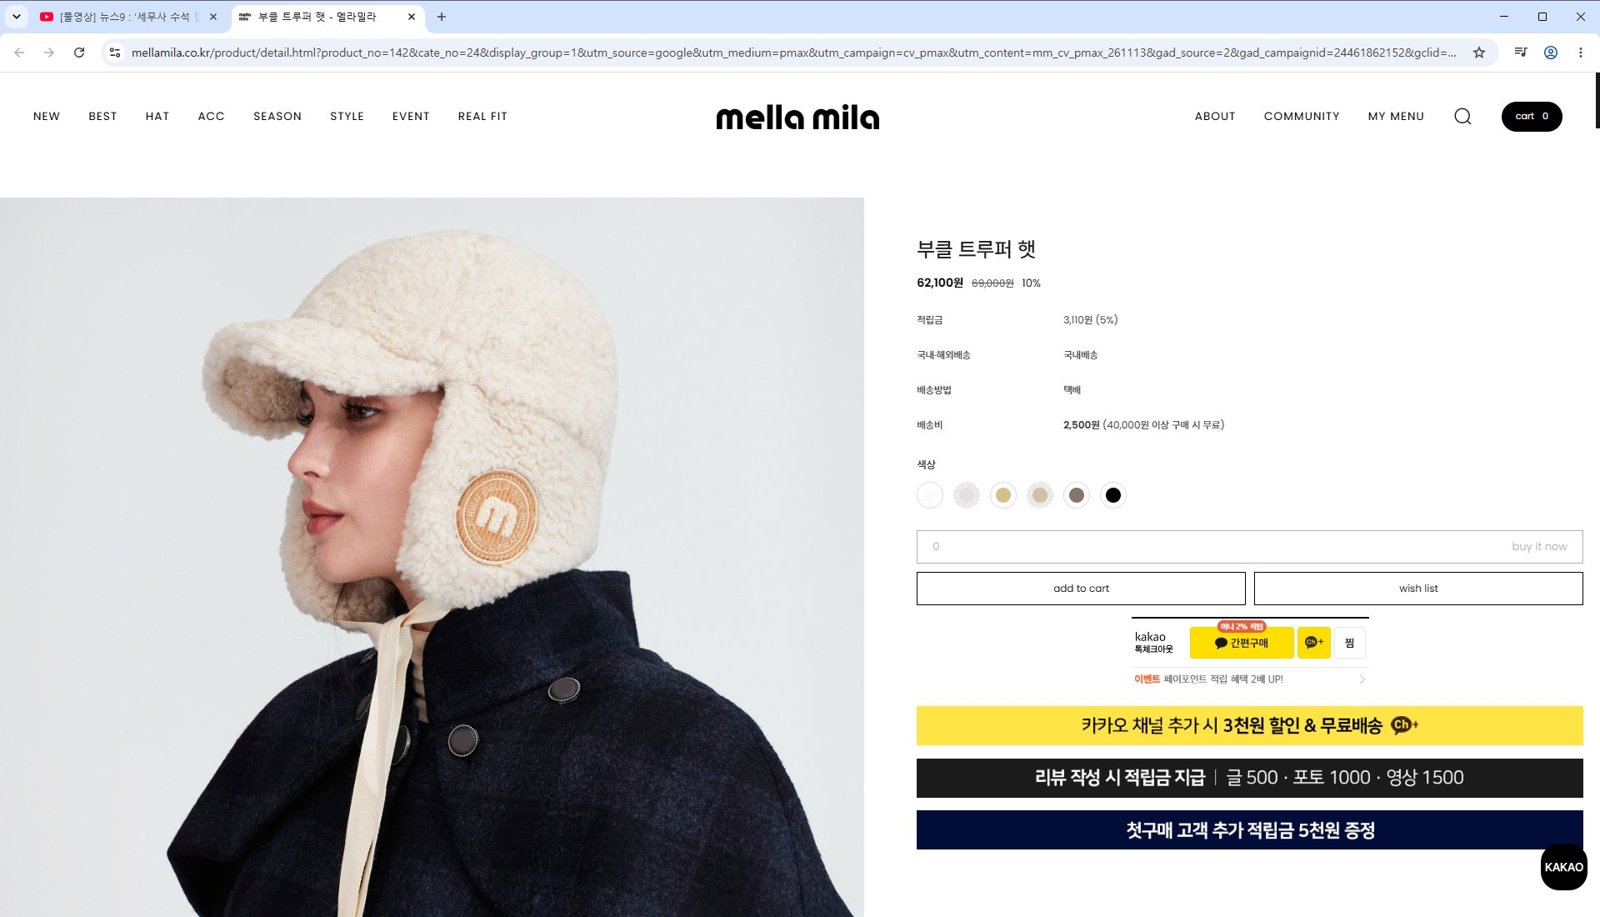 [풀영상] 뉴스9 : '세무사 수석
부클 트루퍼 햇 - 멜라밀라
mellamila.co.kr/product/detail.html?product_no=142&cate_no=24&display_group=1&utm_source=google&utm_medium=pmax&utm_campaign=cv_pmax&utm_content=mm_cv_pmax_261113&gad_source=2&gad_campaignid=24461862152&gclid=...
NEW BEST HAT ACC SEASON STYLE EVENT REAL FIT
mella mila
ABOUT COMMUNITY MY MENU cart 0
부클 트루퍼 햇
62,100원 69,000원 10%
적립금 3,110원 (5%)
국내·해외배송 국내배송
배송방법 택배
배송비 2,500원 (40,000원 이상 구매 시 무료)
색상
0 buy it now
add to cart wish list
머니 2% 적립
kakao
톡체크아웃
간편구매
Ch+
찜
이벤트 페이포인트 적립 혜택 2배 UP!
카카오 채널 추가 시 3천원 할인 & 무료배송 Ch+
리뷰 작성 시 적립금 지급 | 글 500 · 포토 1000 · 영상 1500
첫구매 고객 추가 적립금 5천원 증정
KAKAO
m